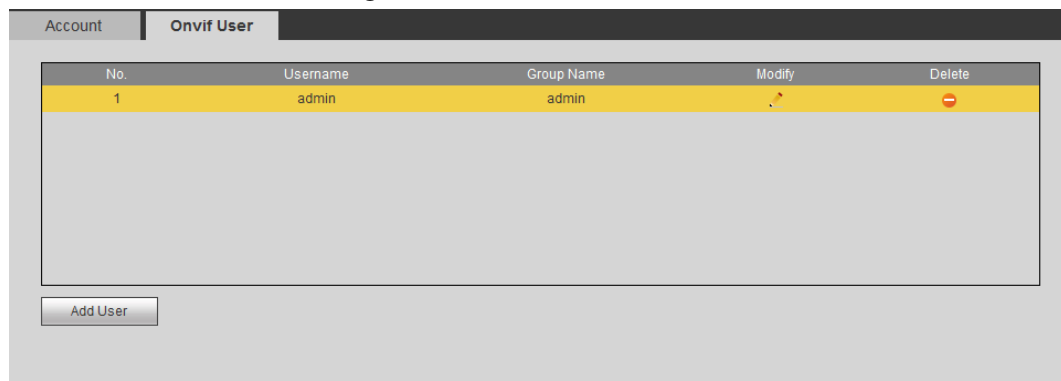 Account Onvif User
No. Username Group Name Modify Delete
1 admin admin
Add User